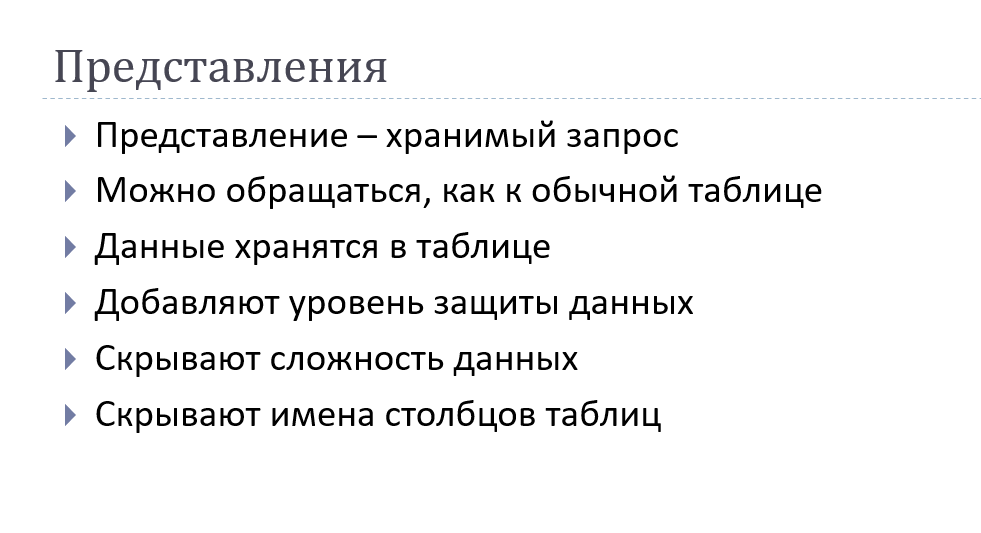 Представления
Представление – хранимый запрос
Можно обращаться, как к обычной таблице
Данные хранятся в таблице
Добавляют уровень защиты данных
Скрывают сложность данных
Скрывают имена столбцов таблиц